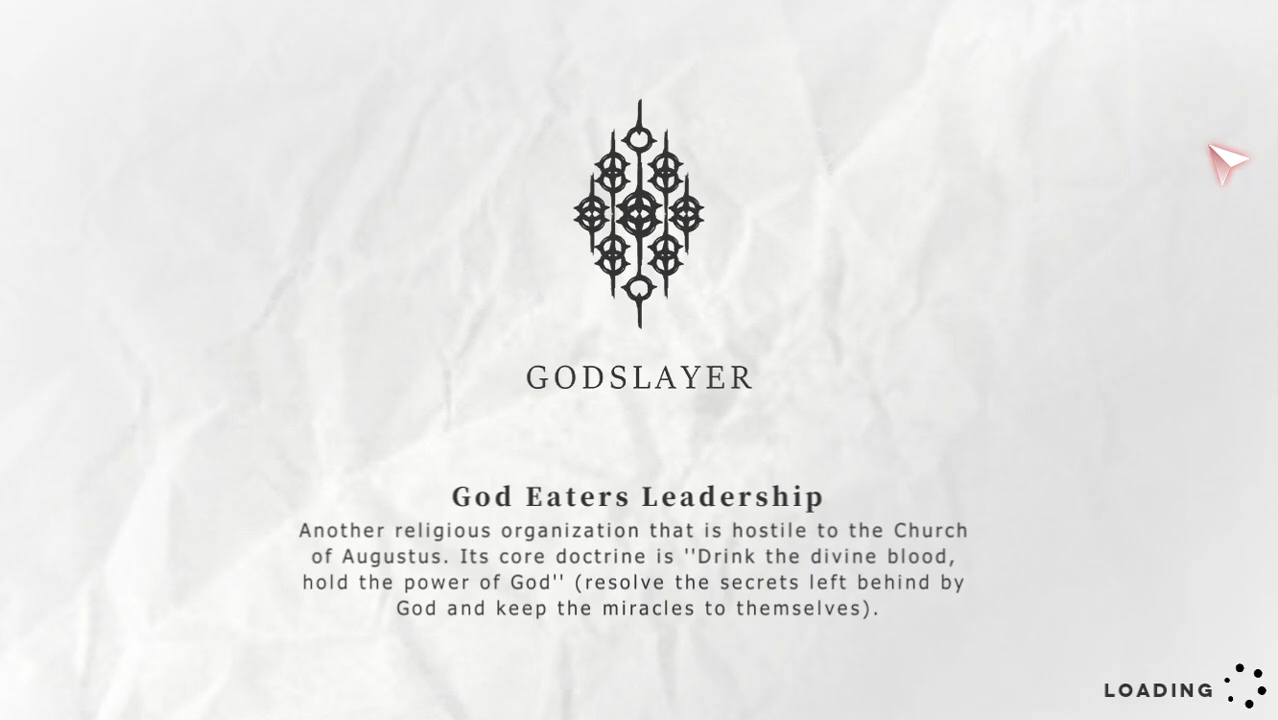 GODSLAYER
God Eaters Leadership
Another religious organization that is hostile to the Church
of Augustus. Its core doctrine is ''Drink the divine blood,
hold the power of God'' (resolve the secrets left behind by
God and keep the miracles to themselves).
LOADING